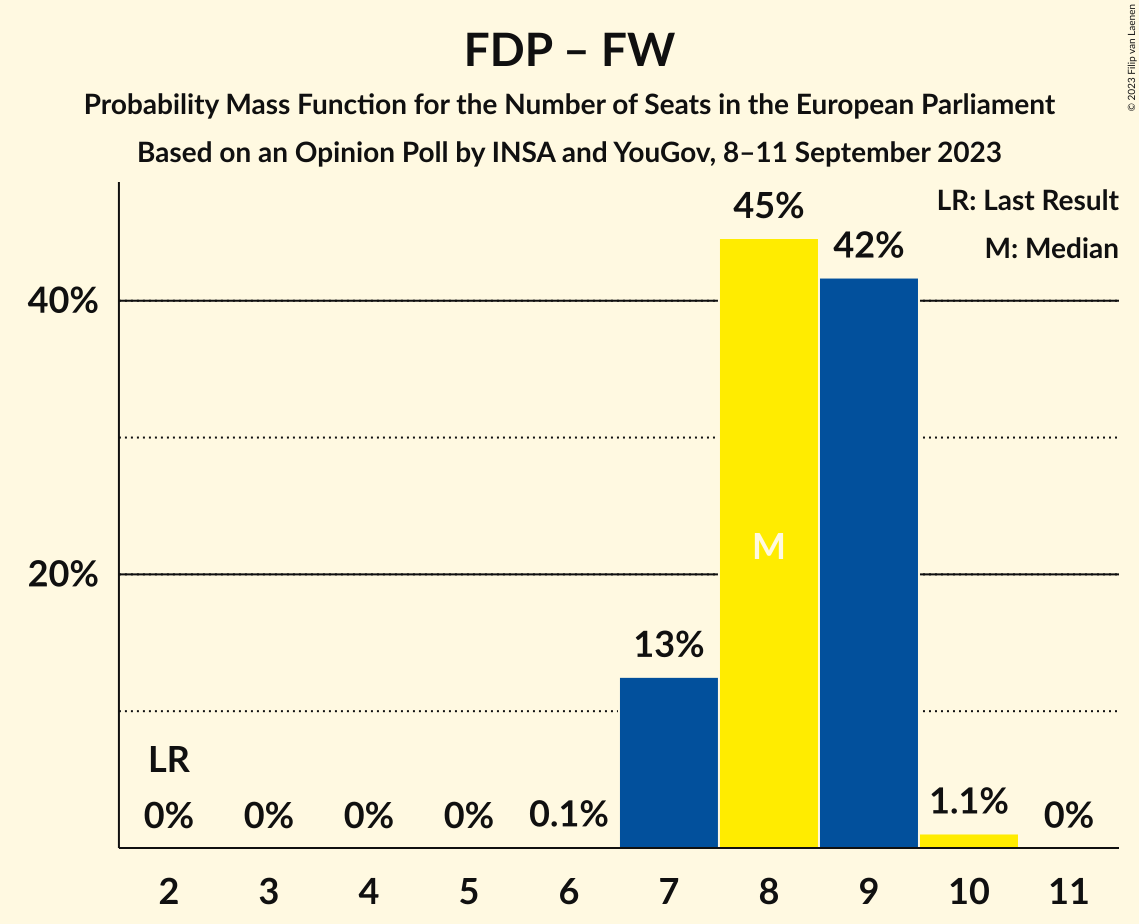 FDP – FW
Probability Mass Function for the Number of Seats in the European Parliament
Based on an Opinion Poll by INSA and YouGov, 8–11 September 2023
© 2023 Filip van Laenen
LR: Last Result
M: Median
45%
42%
40%
M
20%
13%
LR
0% 0% 0% 0% 0.1% 1.1% 0%
2 3 4 5 6 7 8 9 10 11